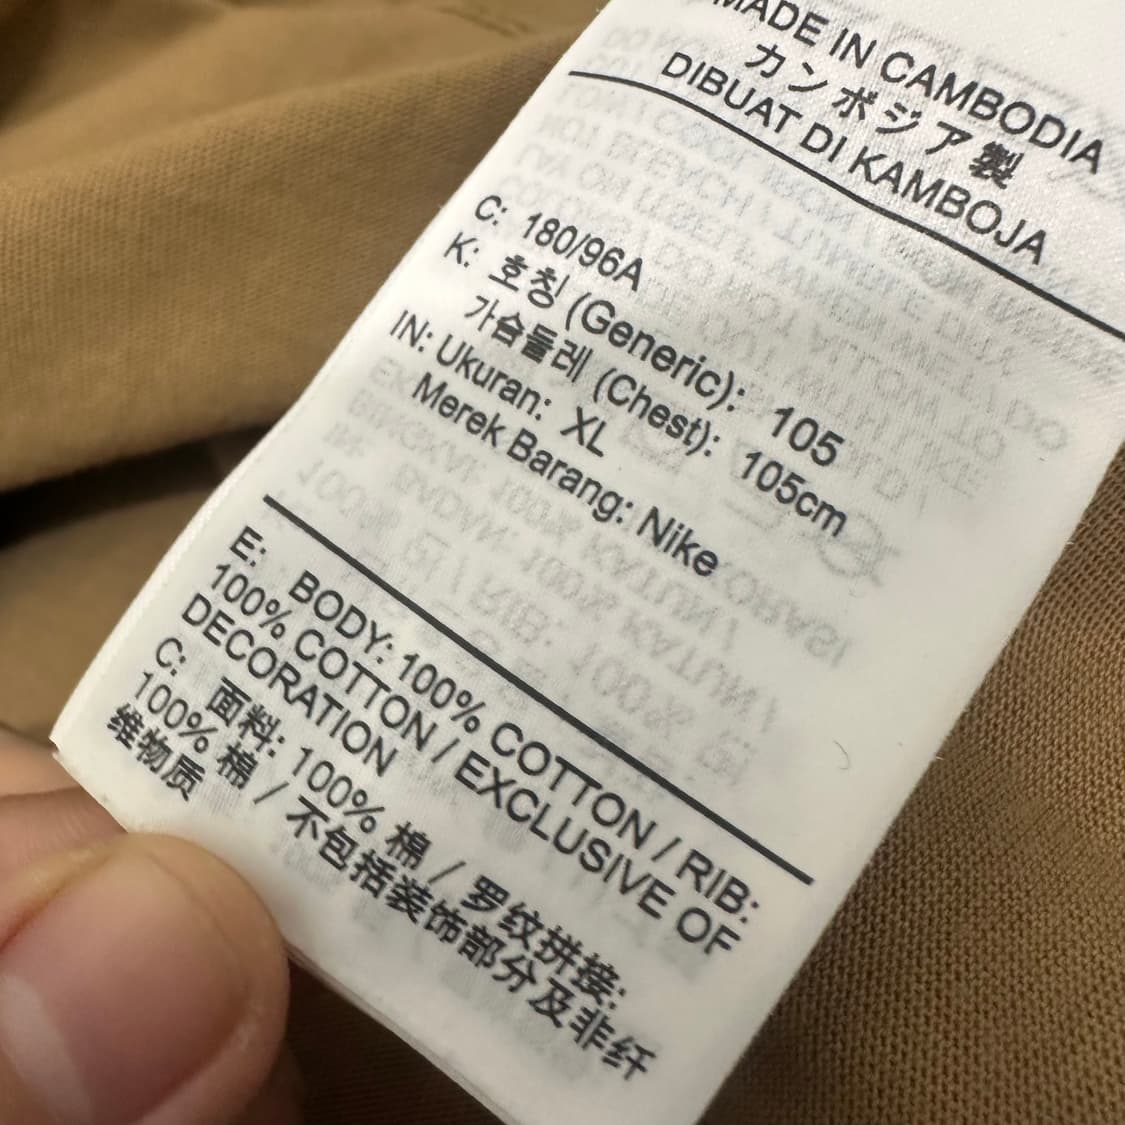 MADE IN CAMBODIA
カンボジア製
DIBUAT DI KAMBOJA
C: 180/96A
K: 호칭 (Generic): 105
가슴둘레 (Chest): 105cm
IN: Ukuran: XL
Merek Barang: Nike
E: BODY: 100% COTTON / RIB:
100% COTTON / EXCLUSIVE OF
DECORATION
C: 面料: 100% 棉 / 罗纹拼接:
100% 棉 / 不包括装饰部分及非纤
维物质